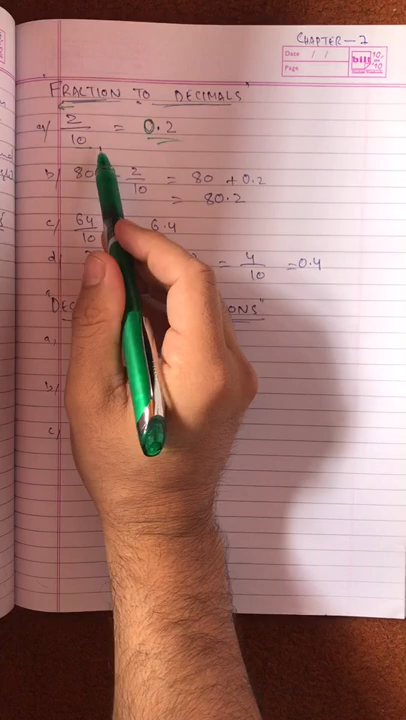 CHAPTER-7
Date / /
Page
bilt
"FRACTION TO DECIMALS"
a/ 2/10 = 0.2
b/ 80 2/10 = 80 + 0.2
= 80.2
c/ 64/10 6.4
d/ = 4/10 = 0.4
a,
b/
c/